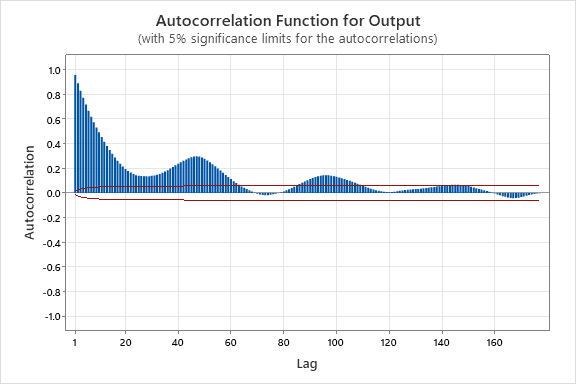 Autocorrelation Function for Output
(with 5% significance limits for the autocorrelations)
Autocorrelation
1.0
0.8
0.6
0.4
0.2
0.0
-0.2
-0.4
-0.6
-0.8
-1.0
1 20 40 60 80 100 120 140 160
Lag